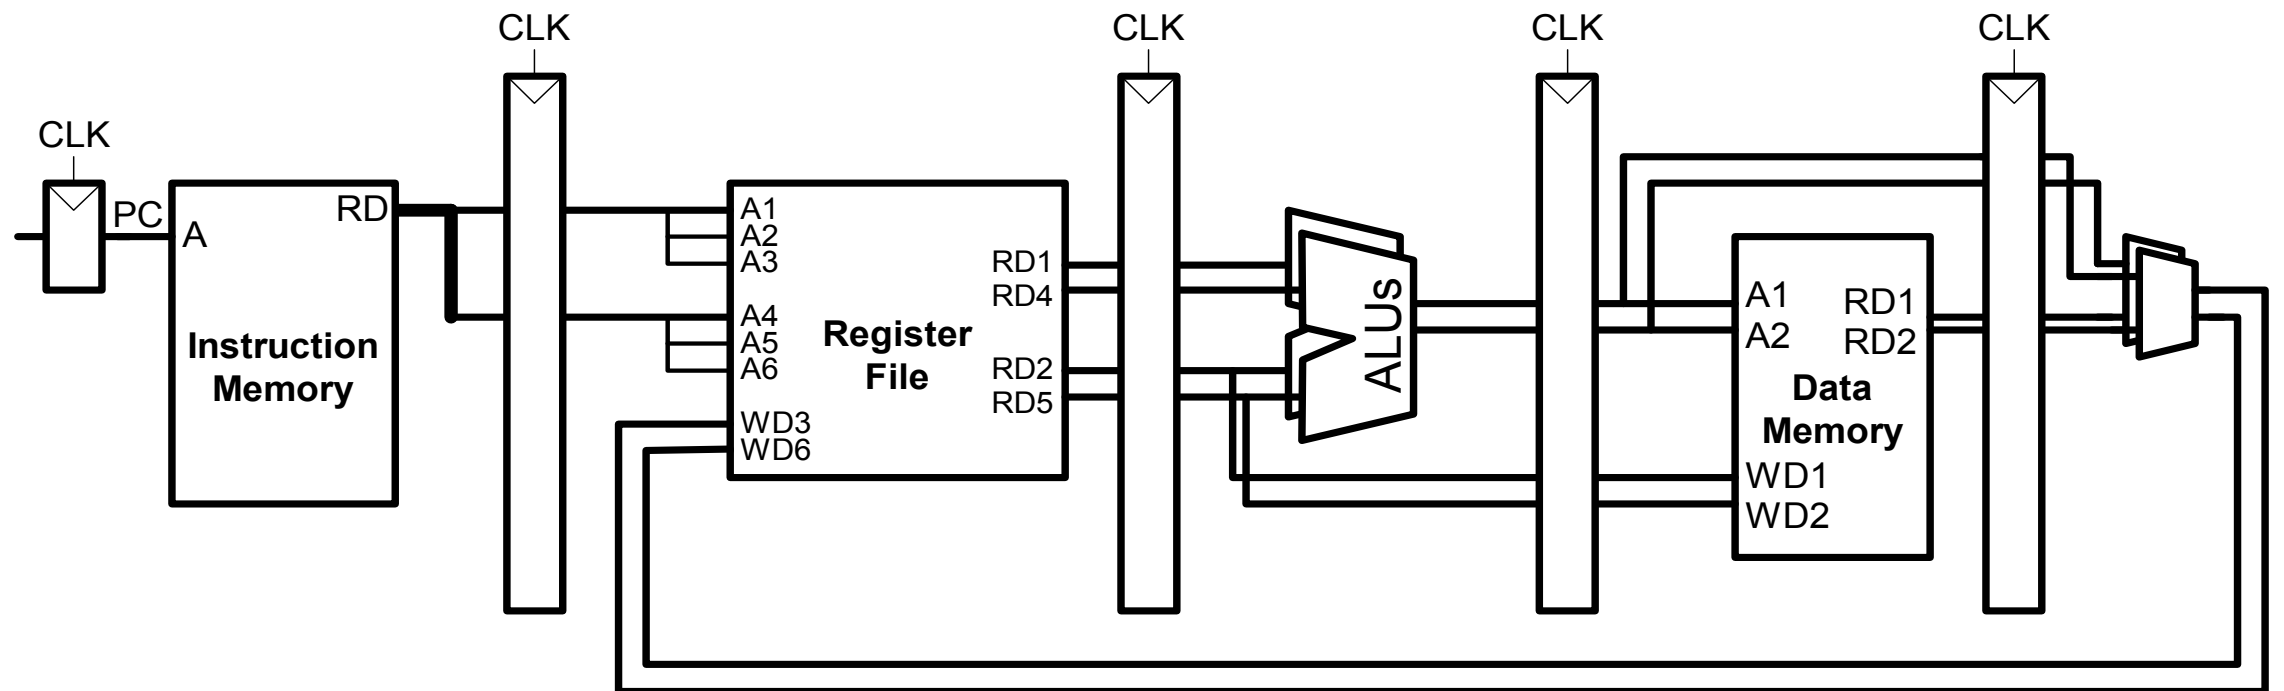 CLK
CLK
CLK
CLK
CLK
PC
A
RD
Instruction
Memory
A1
A2
A3
A4
A5
A6
WD3
WD6
Register
File
RD1
RD4
RD2
RD5
ALUs
A1
A2
RD1
RD2
Data
Memory
WD1
WD2